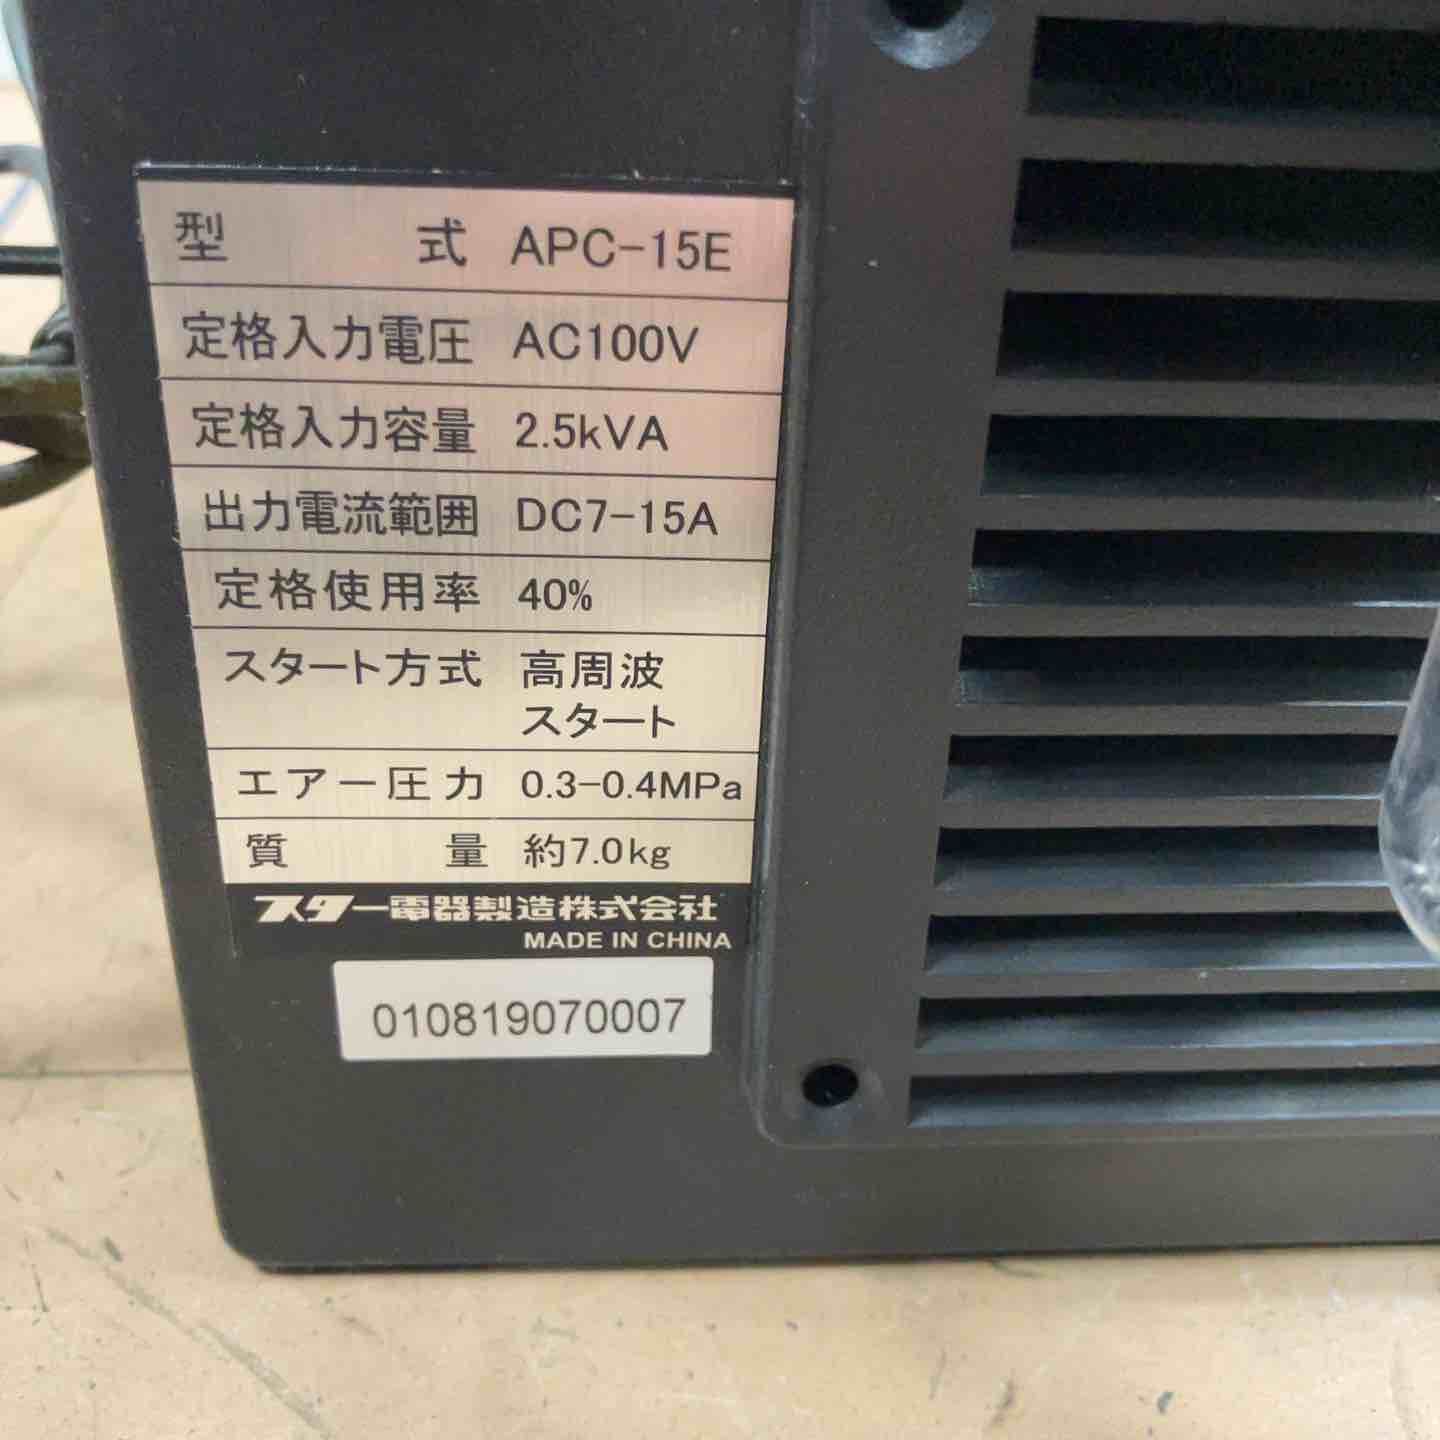 型式 APC-15E
定格入力電圧 AC100V
定格入力容量 2.5kVA
出力電流範囲 DC7-15A
定格使用率 40%
スタート方式 高周波
スタート
エアー圧力 0.3-0.4MPa
質量 約7.0kg
スター電器製造株式会社
MADE IN CHINA
010819070007